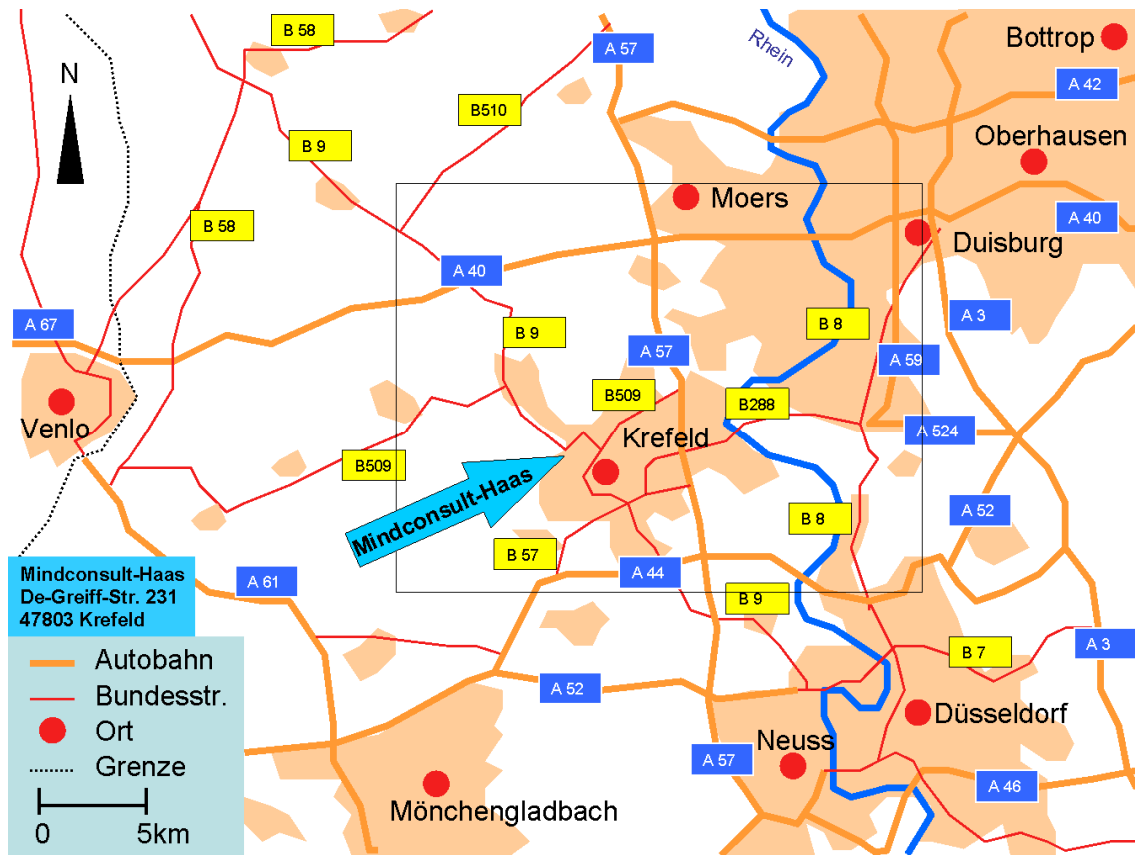 B 58
A 57
Rhein
Bottrop
N
A 42
B510
B 9
Oberhausen
Moers
B 58
A 40
Duisburg
A 40
A 67
B 9
B 8
A 3
A 57
A 59
Venlo
B509
B288
Krefeld
A 524
B509
Mindconsult-Haas
B 8
A 52
B 57
A 44
A 61
B 9
Mindconsult-Haas
De-Greiff-Str. 231
47803 Krefeld
Autobahn
Bundesstr.
Ort
Grenze
0 5km
B 7
A 3
A 52
Düsseldorf
Neuss
A 57
A 46
Mönchengladbach